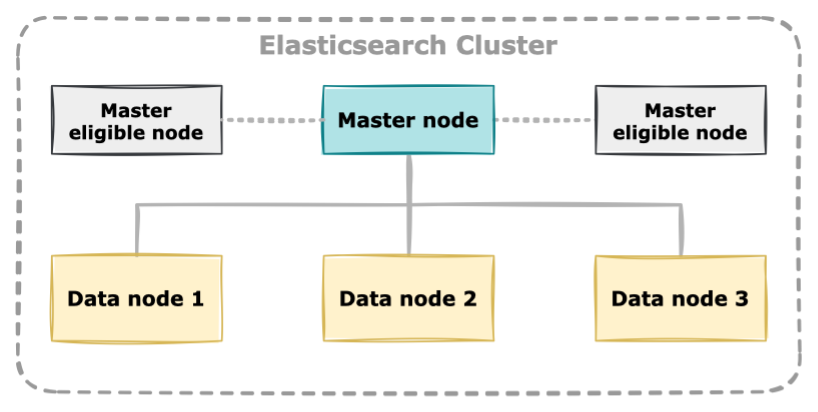 Elasticsearch Cluster
Master
eligible node
Master node
Master
eligible node
Data node 1
Data node 2
Data node 3